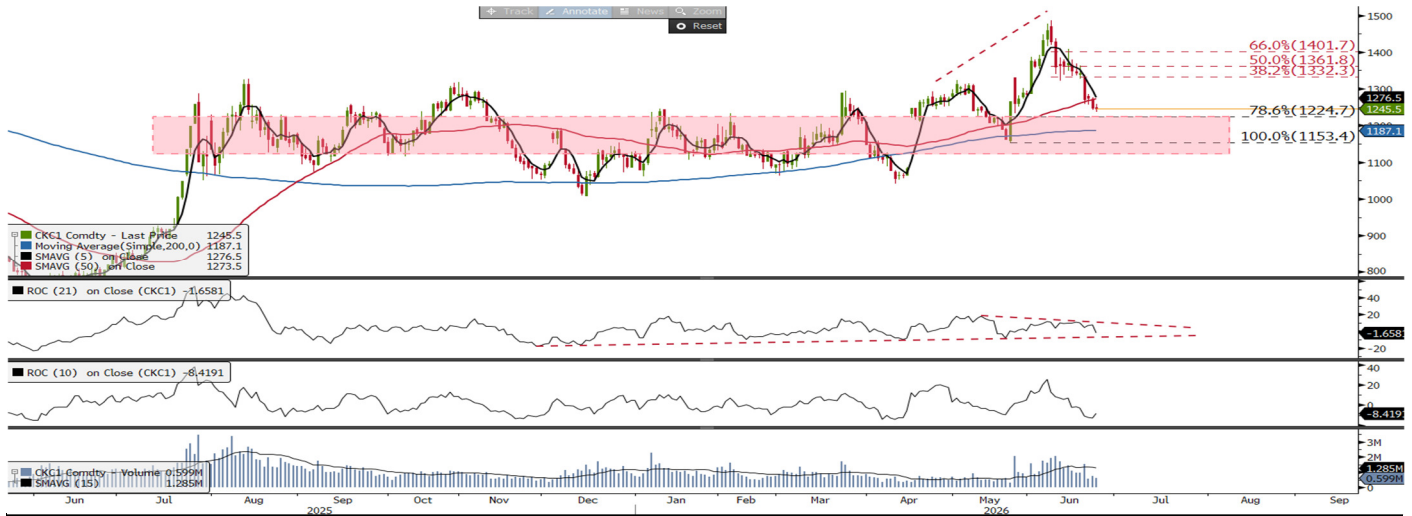 Track Annotate News Zoom
Reset
1500
66.0%(1401.7)
1400
50.0%(1361.8)
38.2%(1332.3)
1300
1276.5
1245.5
78.6%(1224.7)
1200
1187.1
100.0%(1153.4)
1100
1000
900
800
CKC1 Comdty - Last Price 1245.5
Moving Average(Simple,200,0) 1187.1
SMAVG (5) on Close 1276.5
SMAVG (50) on Close 1273.5
ROC (21) on Close (CKC1) -1.6581
40
20
-1.6581
-20
ROC (10) on Close (CKC1) -8.4191
40
20
0
-8.4191
CKC1 Comdty - Volume 0.599M
SMAVG (15) 1.285M
3M
2M
1.285M
0.599M
0
Jun Jul Aug Sep Oct Nov Dec Jan Feb Mar Apr May Jun Jul Aug Sep
2025 2026